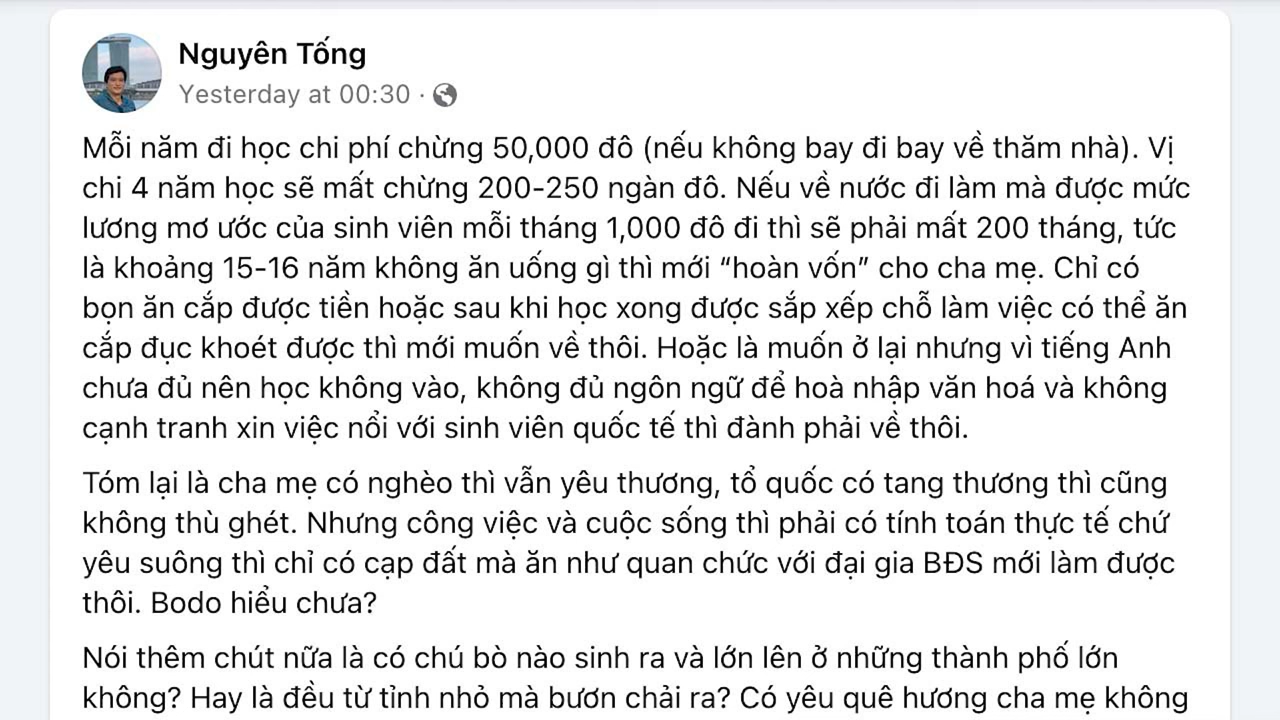 Nguyên Tống
Yesterday at 00:30 ·
Mỗi năm đi học chi phí chừng 50,000 đô (nếu không bay đi bay về thăm nhà). Vị
chi 4 năm học sẽ mất chừng 200-250 ngàn đô. Nếu về nước đi làm mà được mức
lương mơ ước của sinh viên mỗi tháng 1,000 đô đi thì sẽ phải mất 200 tháng, tức
là khoảng 15-16 năm không ăn uống gì thì mới “hoàn vốn” cho cha mẹ. Chỉ có
bọn ăn cắp được tiền hoặc sau khi học xong được sắp xếp chỗ làm việc có thể ăn
cắp đục khoét được thì mới muốn về thôi. Hoặc là muốn ở lại nhưng vì tiếng Anh
chưa đủ nên học không vào, không đủ ngôn ngữ để hoà nhập văn hoá và không
cạnh tranh xin việc nổi với sinh viên quốc tế thì đành phải về thôi.
Tóm lại là cha mẹ có nghèo thì vẫn yêu thương, tổ quốc có tang thương thì cũng
không thù ghét. Nhưng công việc và cuộc sống thì phải có tính toán thực tế chứ
yêu suông thì chỉ có cạp đất mà ăn như quan chức với đại gia BĐS mới làm được
thôi. Bodo hiểu chưa?
Nói thêm chút nữa là có chú bò nào sinh ra và lớn lên ở những thành phố lớn
không? Hay là đều từ tỉnh nhỏ mà bươn chải ra? Có yêu quê hương cha mẹ không